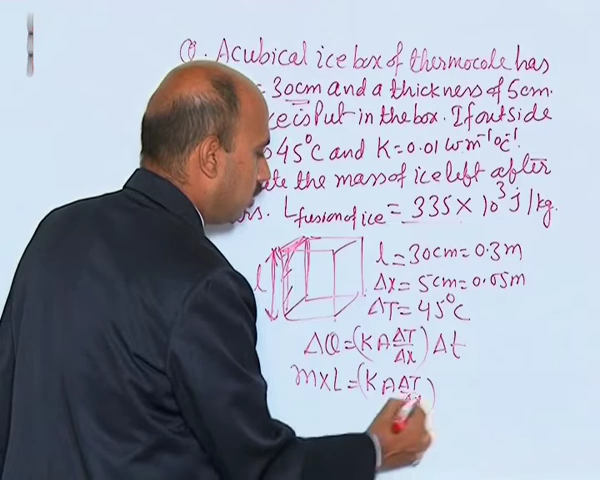 Q. A cubical ice box of thermocole has
= 30cm and a thickness of 5cm.
is Put in the box. If outside
45°C and K=0.01 wm⁻¹°c⁻¹.
the mass of ice left after
L fusion of ice = 335 × 10³ j/kg.
l l = 30cm = 0.3m
Δx = 5cm = 0.05m
ΔT = 45°C
ΔQ = (KA ΔT/Δx) Δt
m×L = (KA ΔT/Δx)